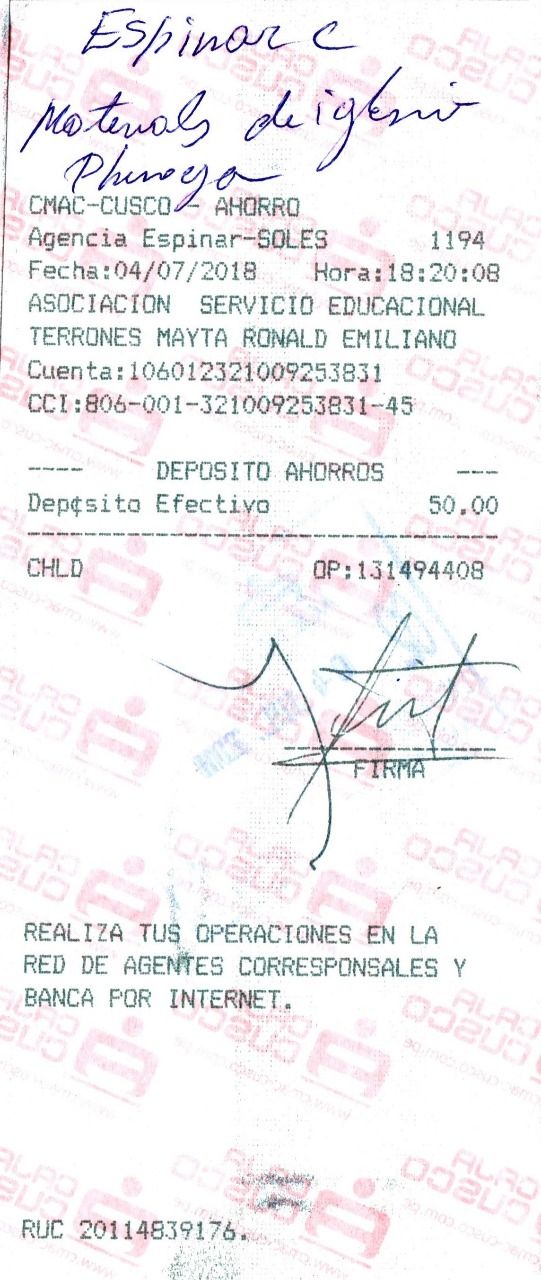 Espinar C
Materials de iglesia
CMAC-CUSCO - AHORRO
Agencia Espinar-SOLES 1194
Fecha:04/07/2018 Hora:18:20:08
ASOCIACION SERVICIO EDUCACIONAL
TERRONES MAYTA RONALD EMILIANO
Cuenta:106012321009253831
CCI:806-001-321009253831-45
---- DEPOSITO AHORROS ---
Dep¢sito Efectivo 50.00
CHLD OP:131494408
FIRMA
REALIZA TUS OPERACIONES EN LA
RED DE AGENTES CORRESPONSALES Y
BANCA POR INTERNET.
RUC 20114839176.